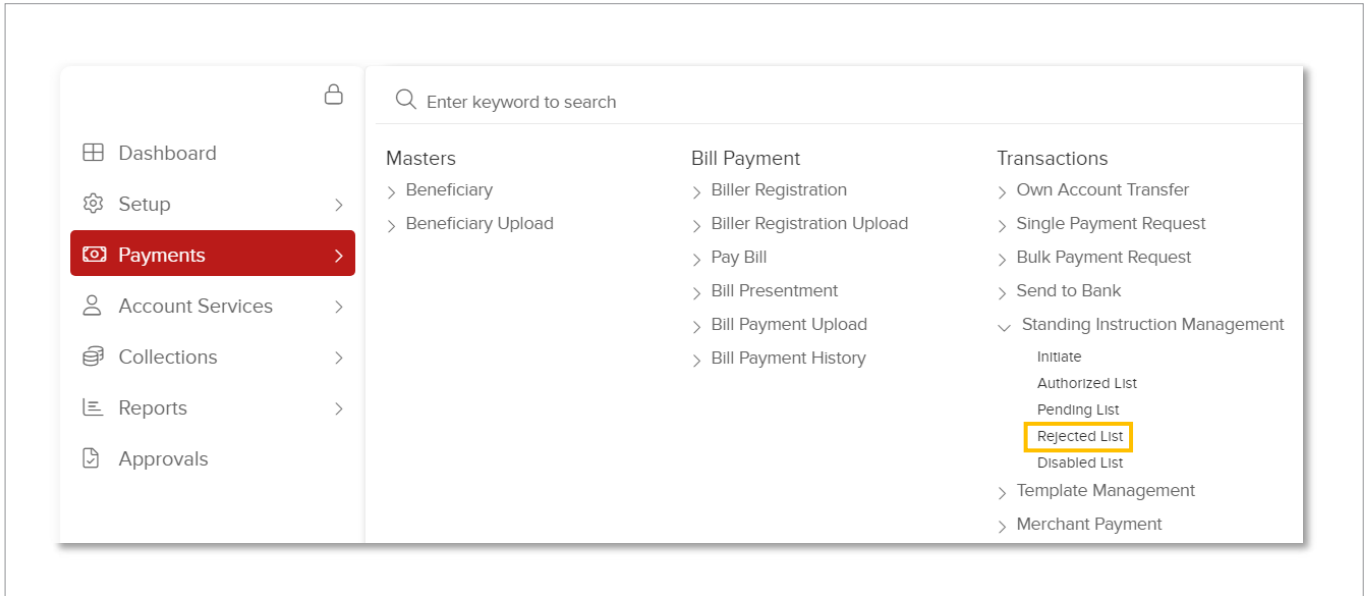 Enter keyword to search
Dashboard
Setup
Payments
Account Services
Collections
Reports
Approvals
Masters
Beneficiary
Beneficiary Upload
Bill Payment
Biller Registration
Biller Registration Upload
Pay Bill
Bill Presentment
Bill Payment Upload
Bill Payment History
Transactions
Own Account Transfer
Single Payment Request
Bulk Payment Request
Send to Bank
Standing Instruction Management
Initiate
Authorized List
Pending List
Rejected List
Disabled List
Template Management
Merchant Payment